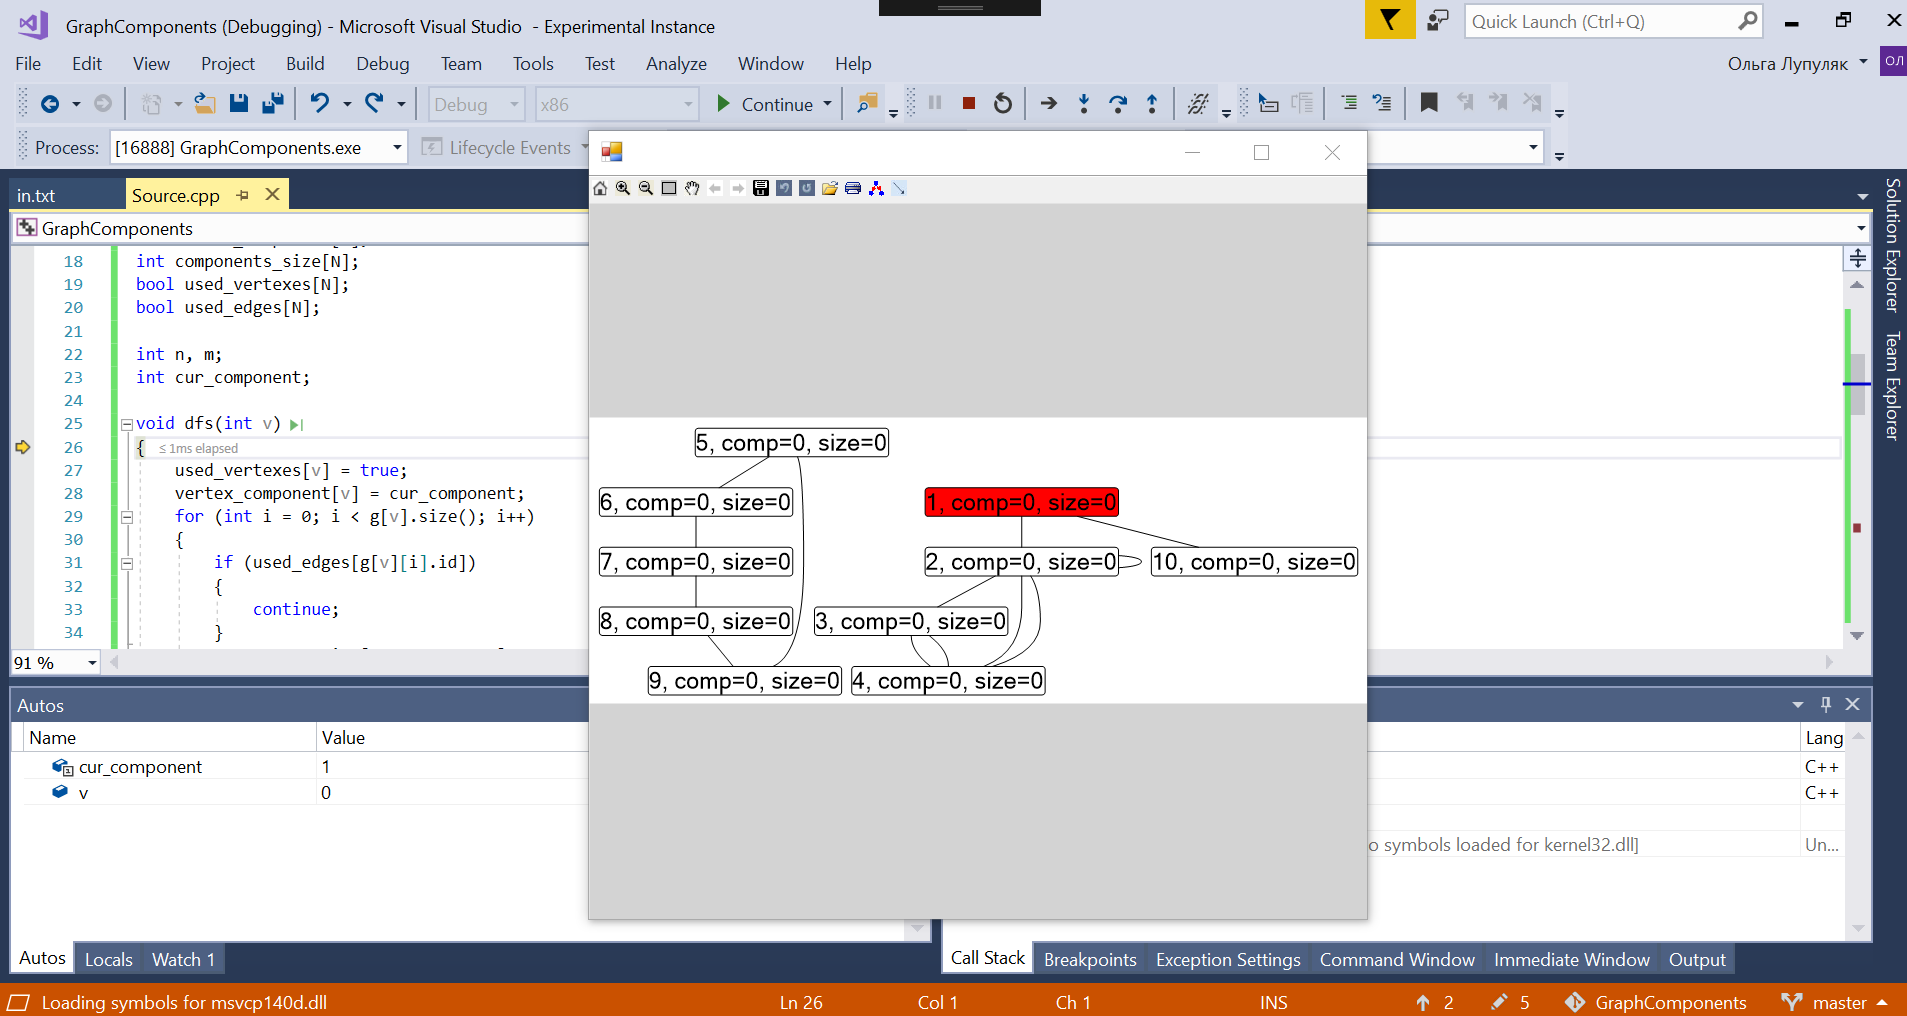 GraphComponents (Debugging) - Microsoft Visual Studio - Experimental Instance
Quick Launch (Ctrl+Q)
File Edit View Project Build Debug Team Tools Test Analyze Window Help
Ольга Лупуляк
ОЛ
Debug x86 Continue
Process: [16888] GraphComponents.exe Lifecycle Events
in.txt Source.cpp
GraphComponents
18 int components_size[N];
19 bool used_vertexes[N];
20 bool used_edges[N];
21
22 int n, m;
23 int cur_component;
24
25 void dfs(int v)
26 { ≤ 1ms elapsed
27 used_vertexes[v] = true;
28 vertex_component[v] = cur_component;
29 for (int i = 0; i < g[v].size(); i++)
30 {
31 if (used_edges[g[v][i].id])
32 {
33 continue;
34 }
91 %
5, comp=0, size=0
6, comp=0, size=0
1, comp=0, size=0
7, comp=0, size=0
2, comp=0, size=0
10, comp=0, size=0
8, comp=0, size=0
3, comp=0, size=0
9, comp=0, size=0
4, comp=0, size=0
Solution Explorer
Team Explorer
Autos
Name Value
cur_component 1
v 0
Lang
C++
C++
o symbols loaded for kernel32.dll] Un...
Autos Locals Watch 1
Call Stack Breakpoints Exception Settings Command Window Immediate Window Output
Loading symbols for msvcp140d.dll Ln 26 Col 1 Ch 1 INS 2 5 GraphComponents master